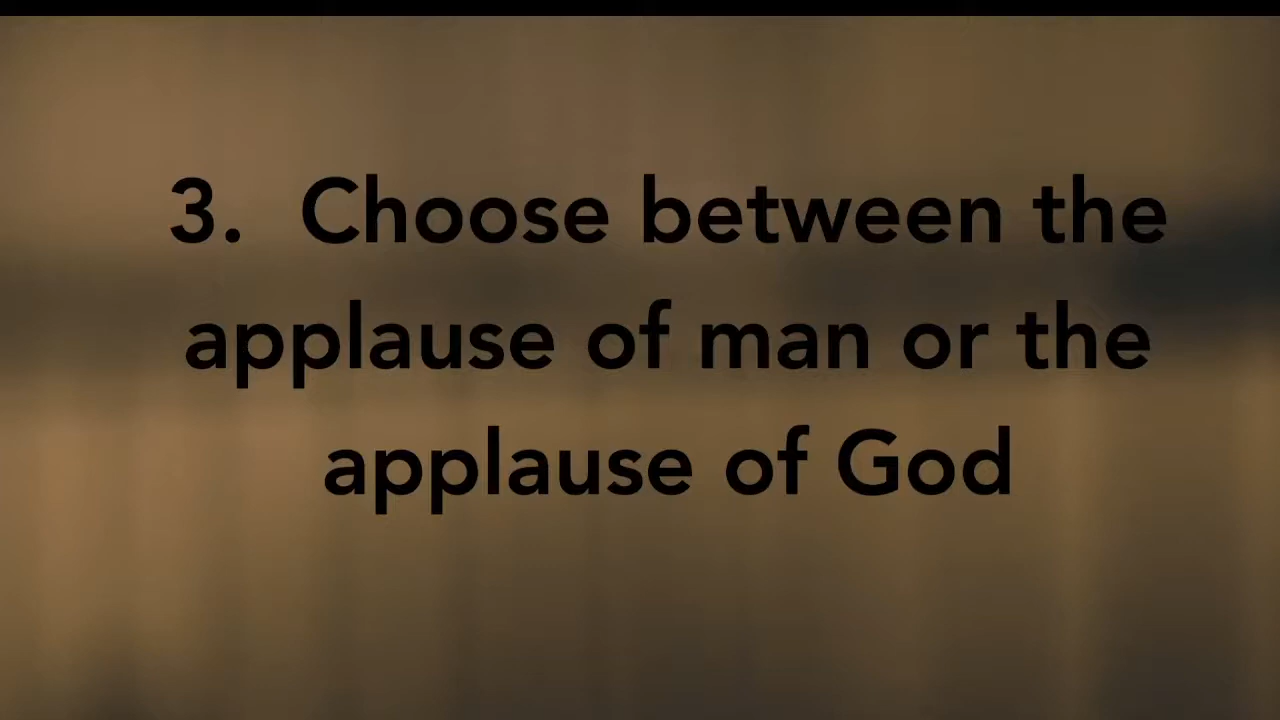 3. Choose between the
applause of man or the
applause of God